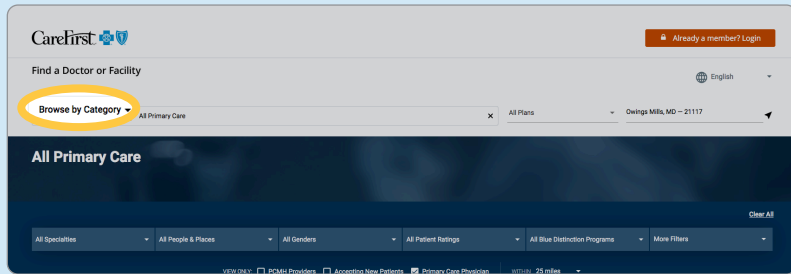 CareFirst
Already a member? Login
Find a Doctor or Facility
English
Browse by Category
All Primary Care
x
All Plans
Owings Mills, MD – 21117
All Primary Care
Clear All
All Specialties
All People & Places
All Genders
All Patient Ratings
All Blue Distinction Programs
More Filters
VIEW ONLY: PCMH Providers Accepting New Patients Primary Care Physician WITHIN 25 miles